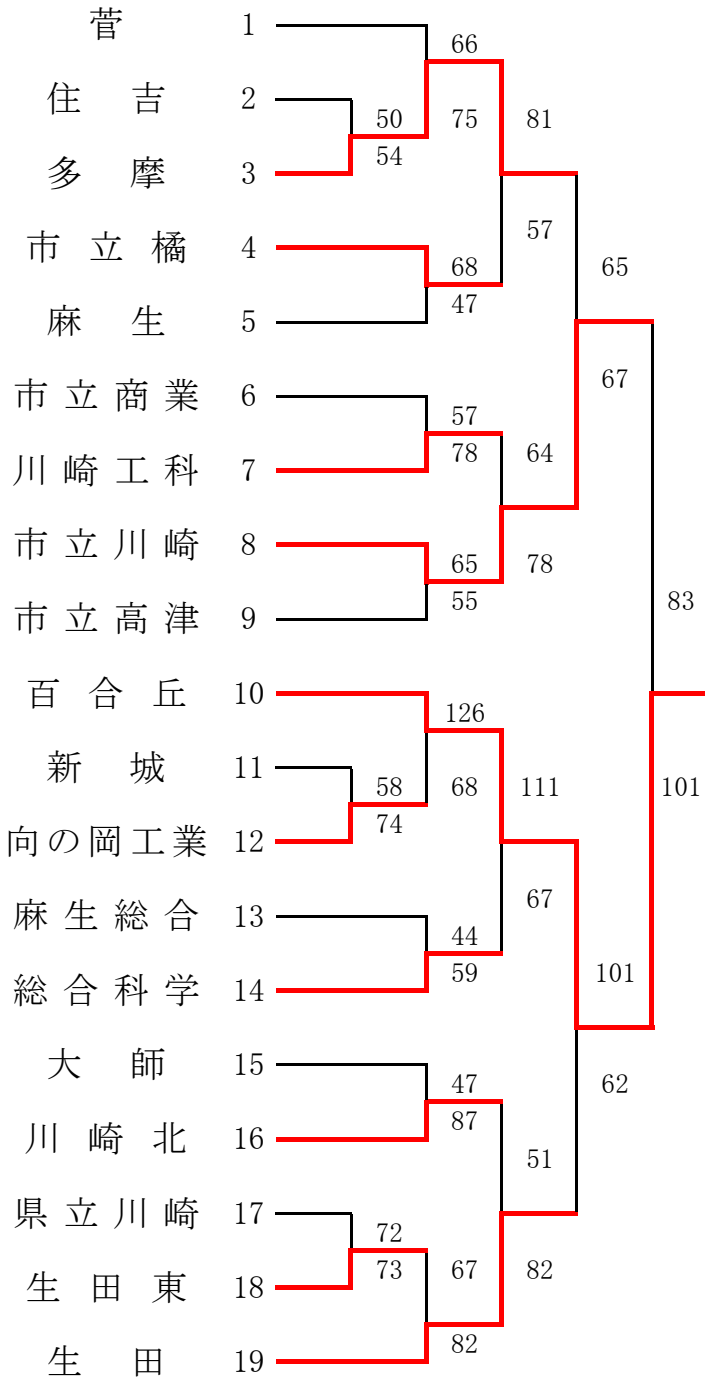 菅 1
66
住吉 2
50 75 81
54
多摩 3
57
市立橘 4
68 65
47
麻生 5
67
市立商業 6
57
78 64
川崎工科 7
市立川崎 8
65 78
55 83
市立高津 9
百合丘 10
126
新城 11
58 68 111 101
74
向の岡工業 12
67
麻生総合 13
44
59 101
総合科学 14
大師 15
47 62
87
川崎北 16
51
県立川崎 17
72
73 67 82
生田東 18
82
生田 19